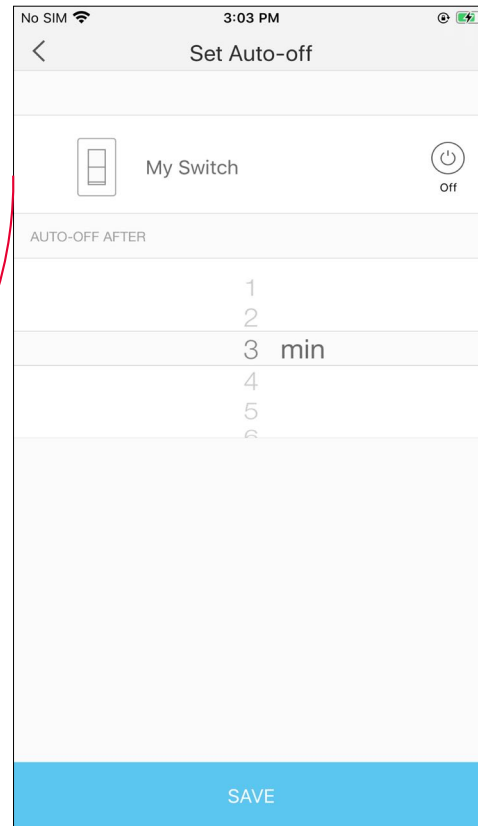 No SIM 3:03 PM
Set Auto-off
My Switch
Off
AUTO-OFF AFTER
1
2
3 min
4
5
6
SAVE